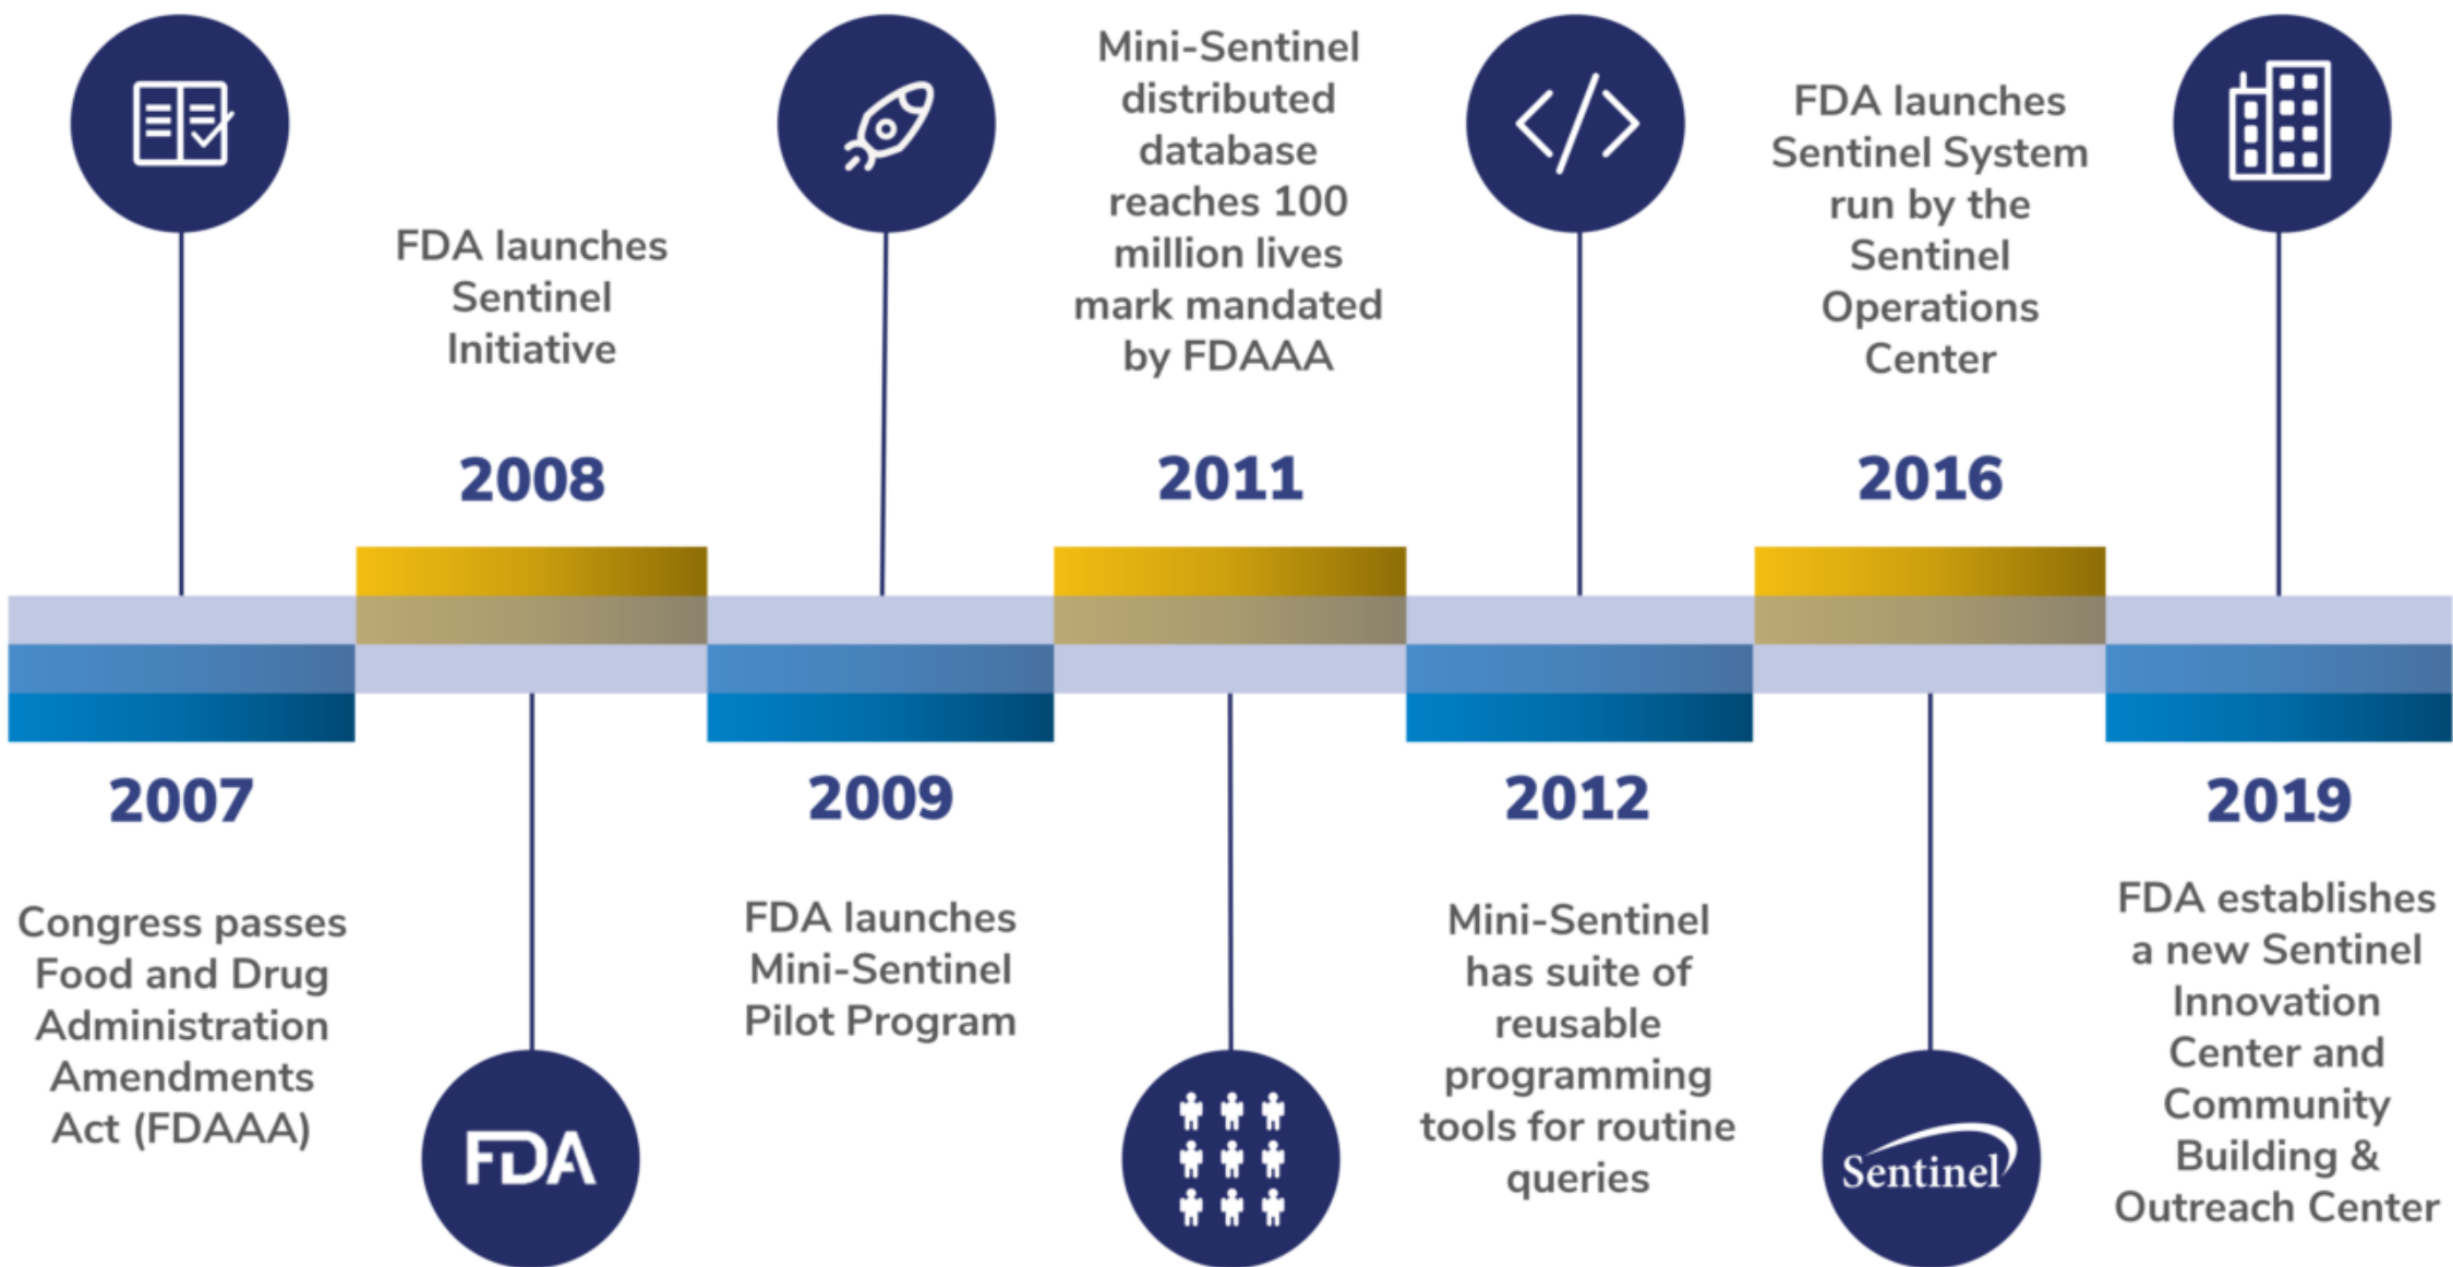 2007
Congress passes
Food and Drug
Administration
Amendments
Act (FDAAA)
FDA launches
Sentinel
Initiative
2008
FDA
2009
FDA launches
Mini-Sentinel
Pilot Program
Mini-Sentinel
distributed
database
reaches 100
million lives
mark mandated
by FDAAA
2011
</>
2012
Mini-Sentinel
has suite of
reusable
programming
tools for routine
queries
FDA launches
Sentinel System
run by the
Sentinel
Operations
Center
2016
Sentinel
2019
FDA establishes
a new Sentinel
Innovation
Center and
Community
Building &
Outreach Center